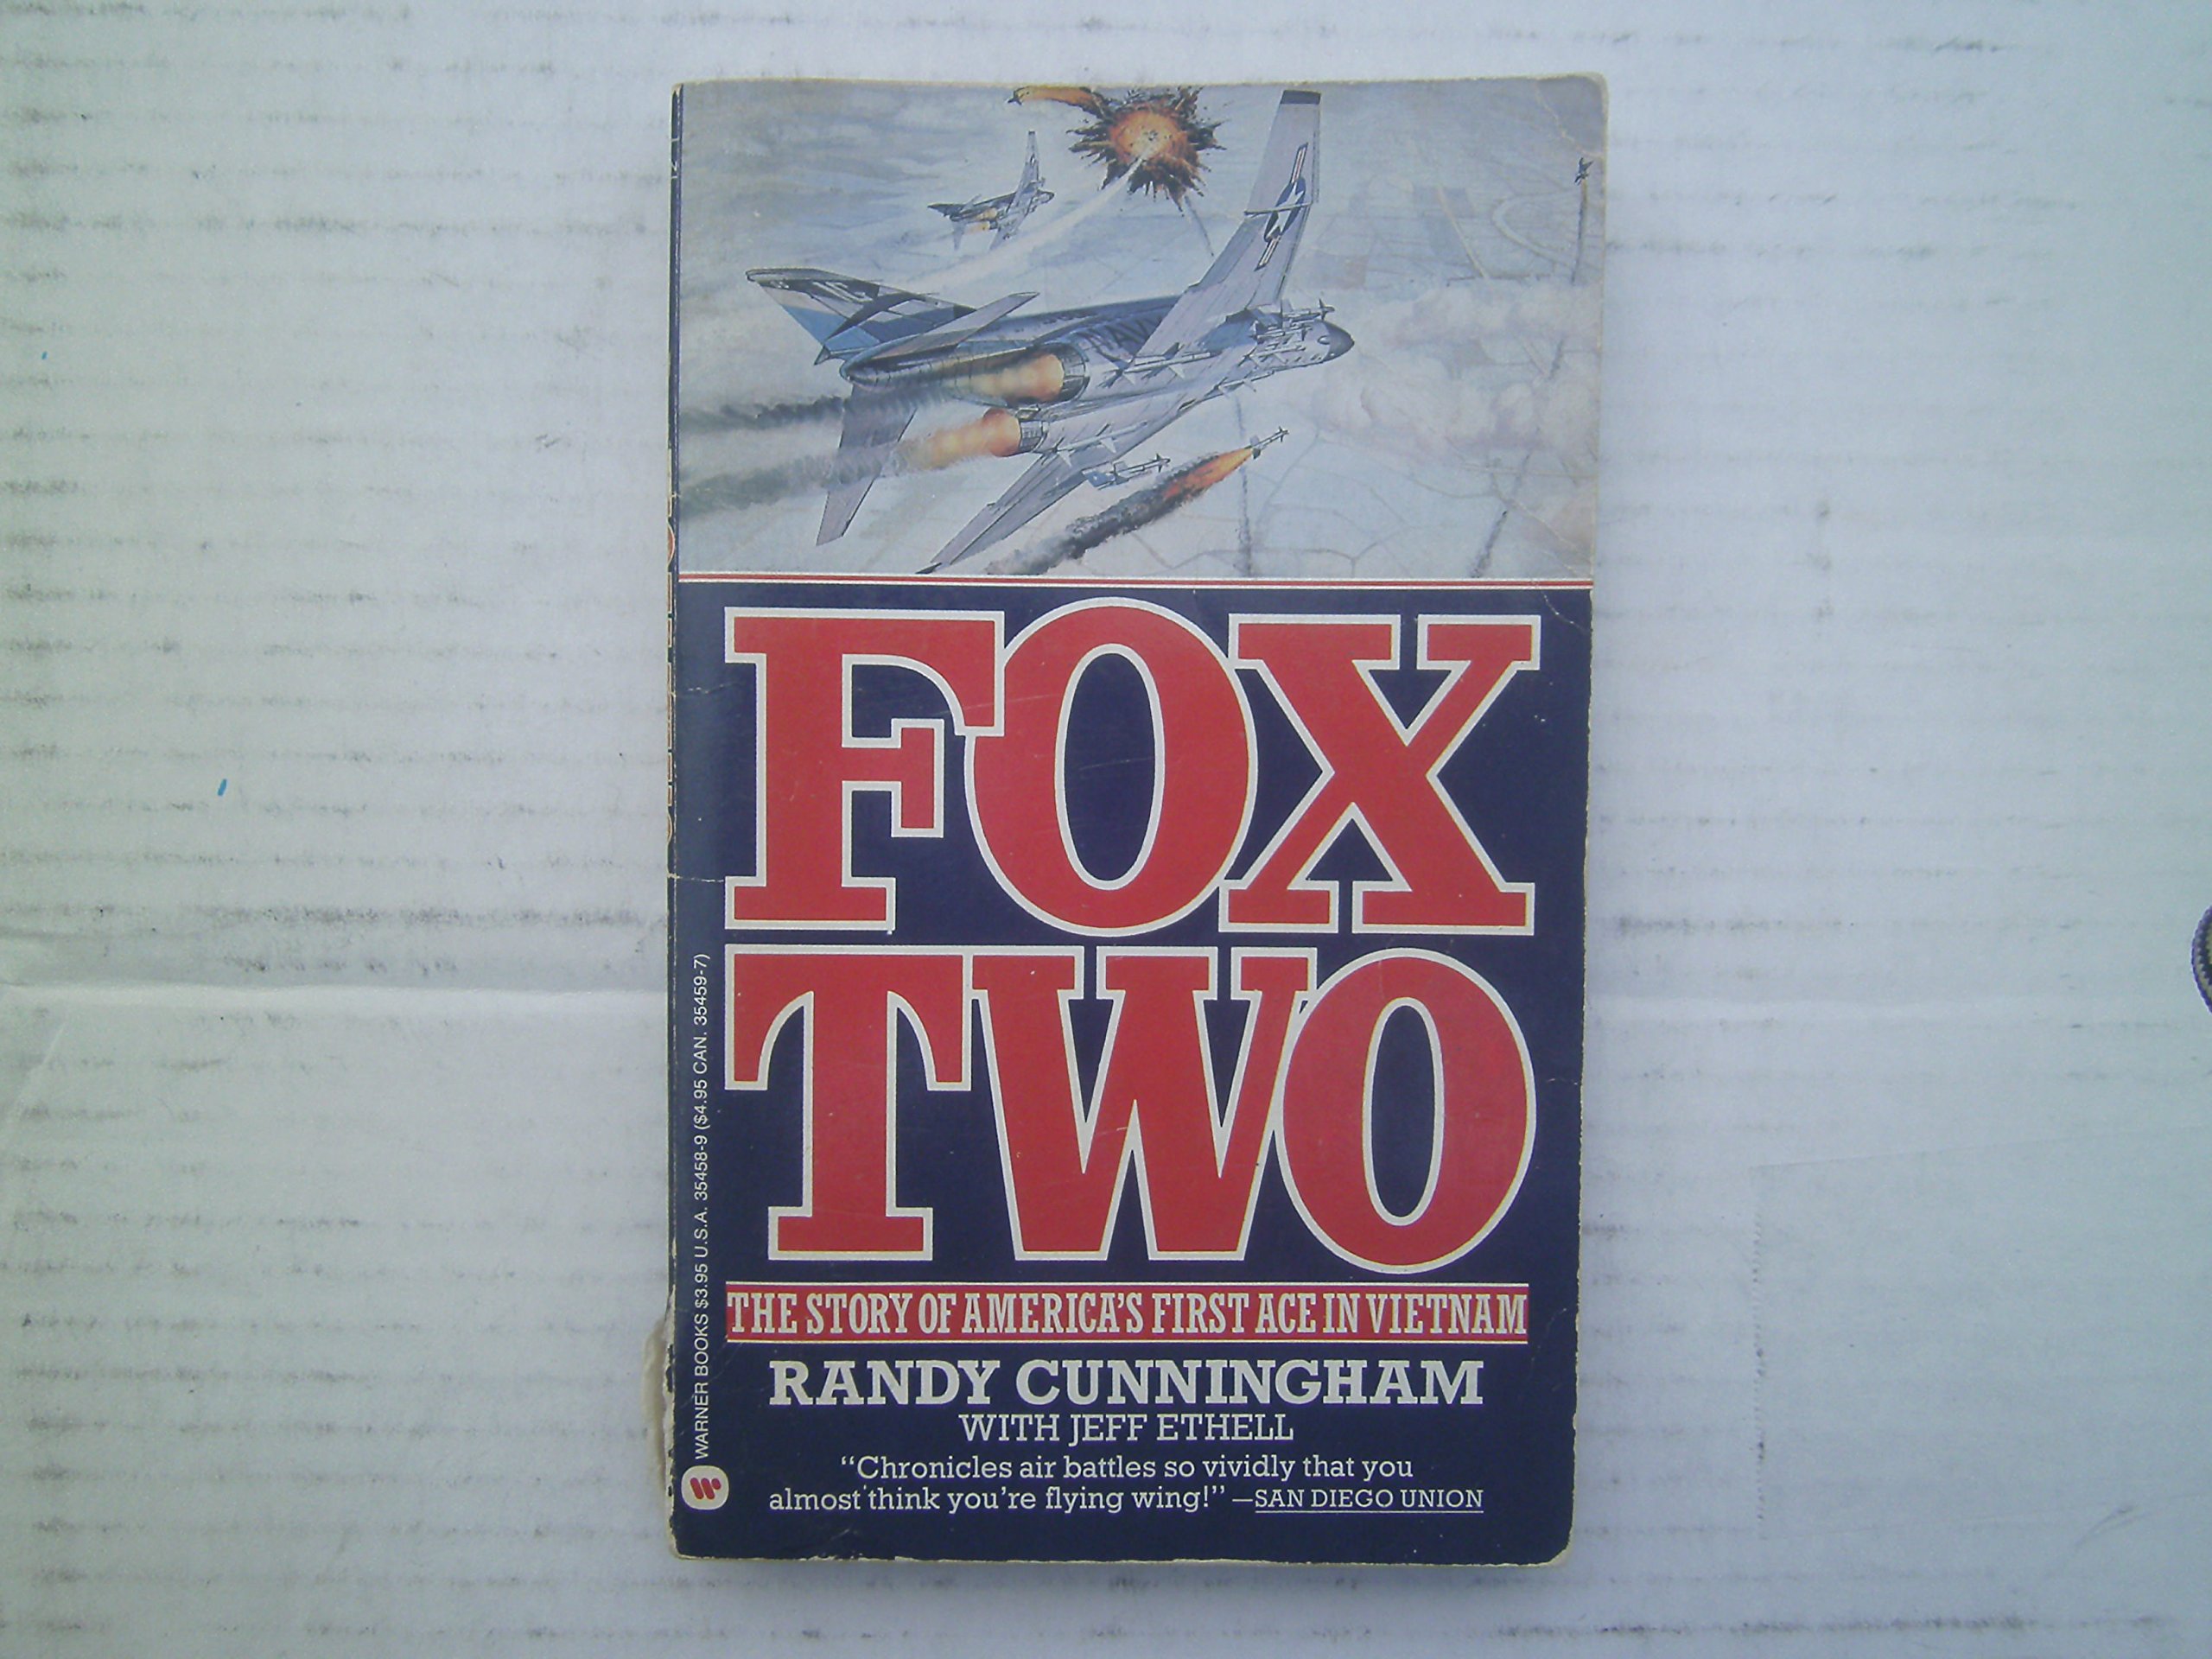 NAVY
NG
FOX
TWO
THE STORY OF AMERICA'S FIRST ACE IN VIETNAM
RANDY CUNNINGHAM
WITH JEFF ETHELL
“Chronicles air battles so vividly that you
almost think you're flying wing!” —SAN DIEGO UNION
WARNER BOOKS $3.95 U.S.A. 35458-9 ($4.95 CAN. 35459-7)